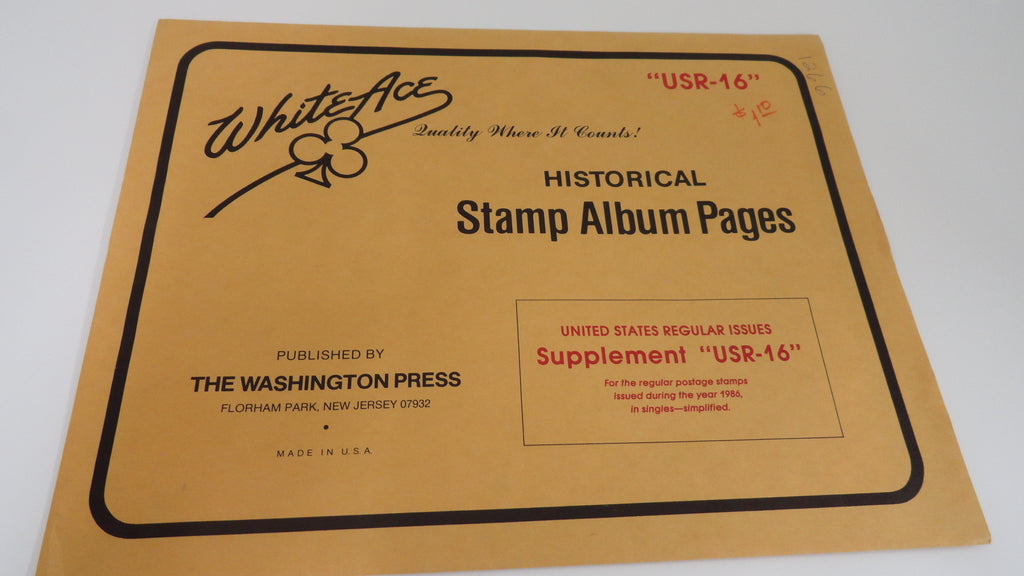 White Ace
Quality Where It Counts!
"USR-16"
1266
HISTORICAL
Stamp Album Pages
UNITED STATES REGULAR ISSUES
Supplement "USR-16"
For the regular postage stamps
issued during the year 1986,
in singles—simplified.
PUBLISHED BY
THE WASHINGTON PRESS
FLORHAM PARK, NEW JERSEY 07932
•
MADE IN U.S.A.